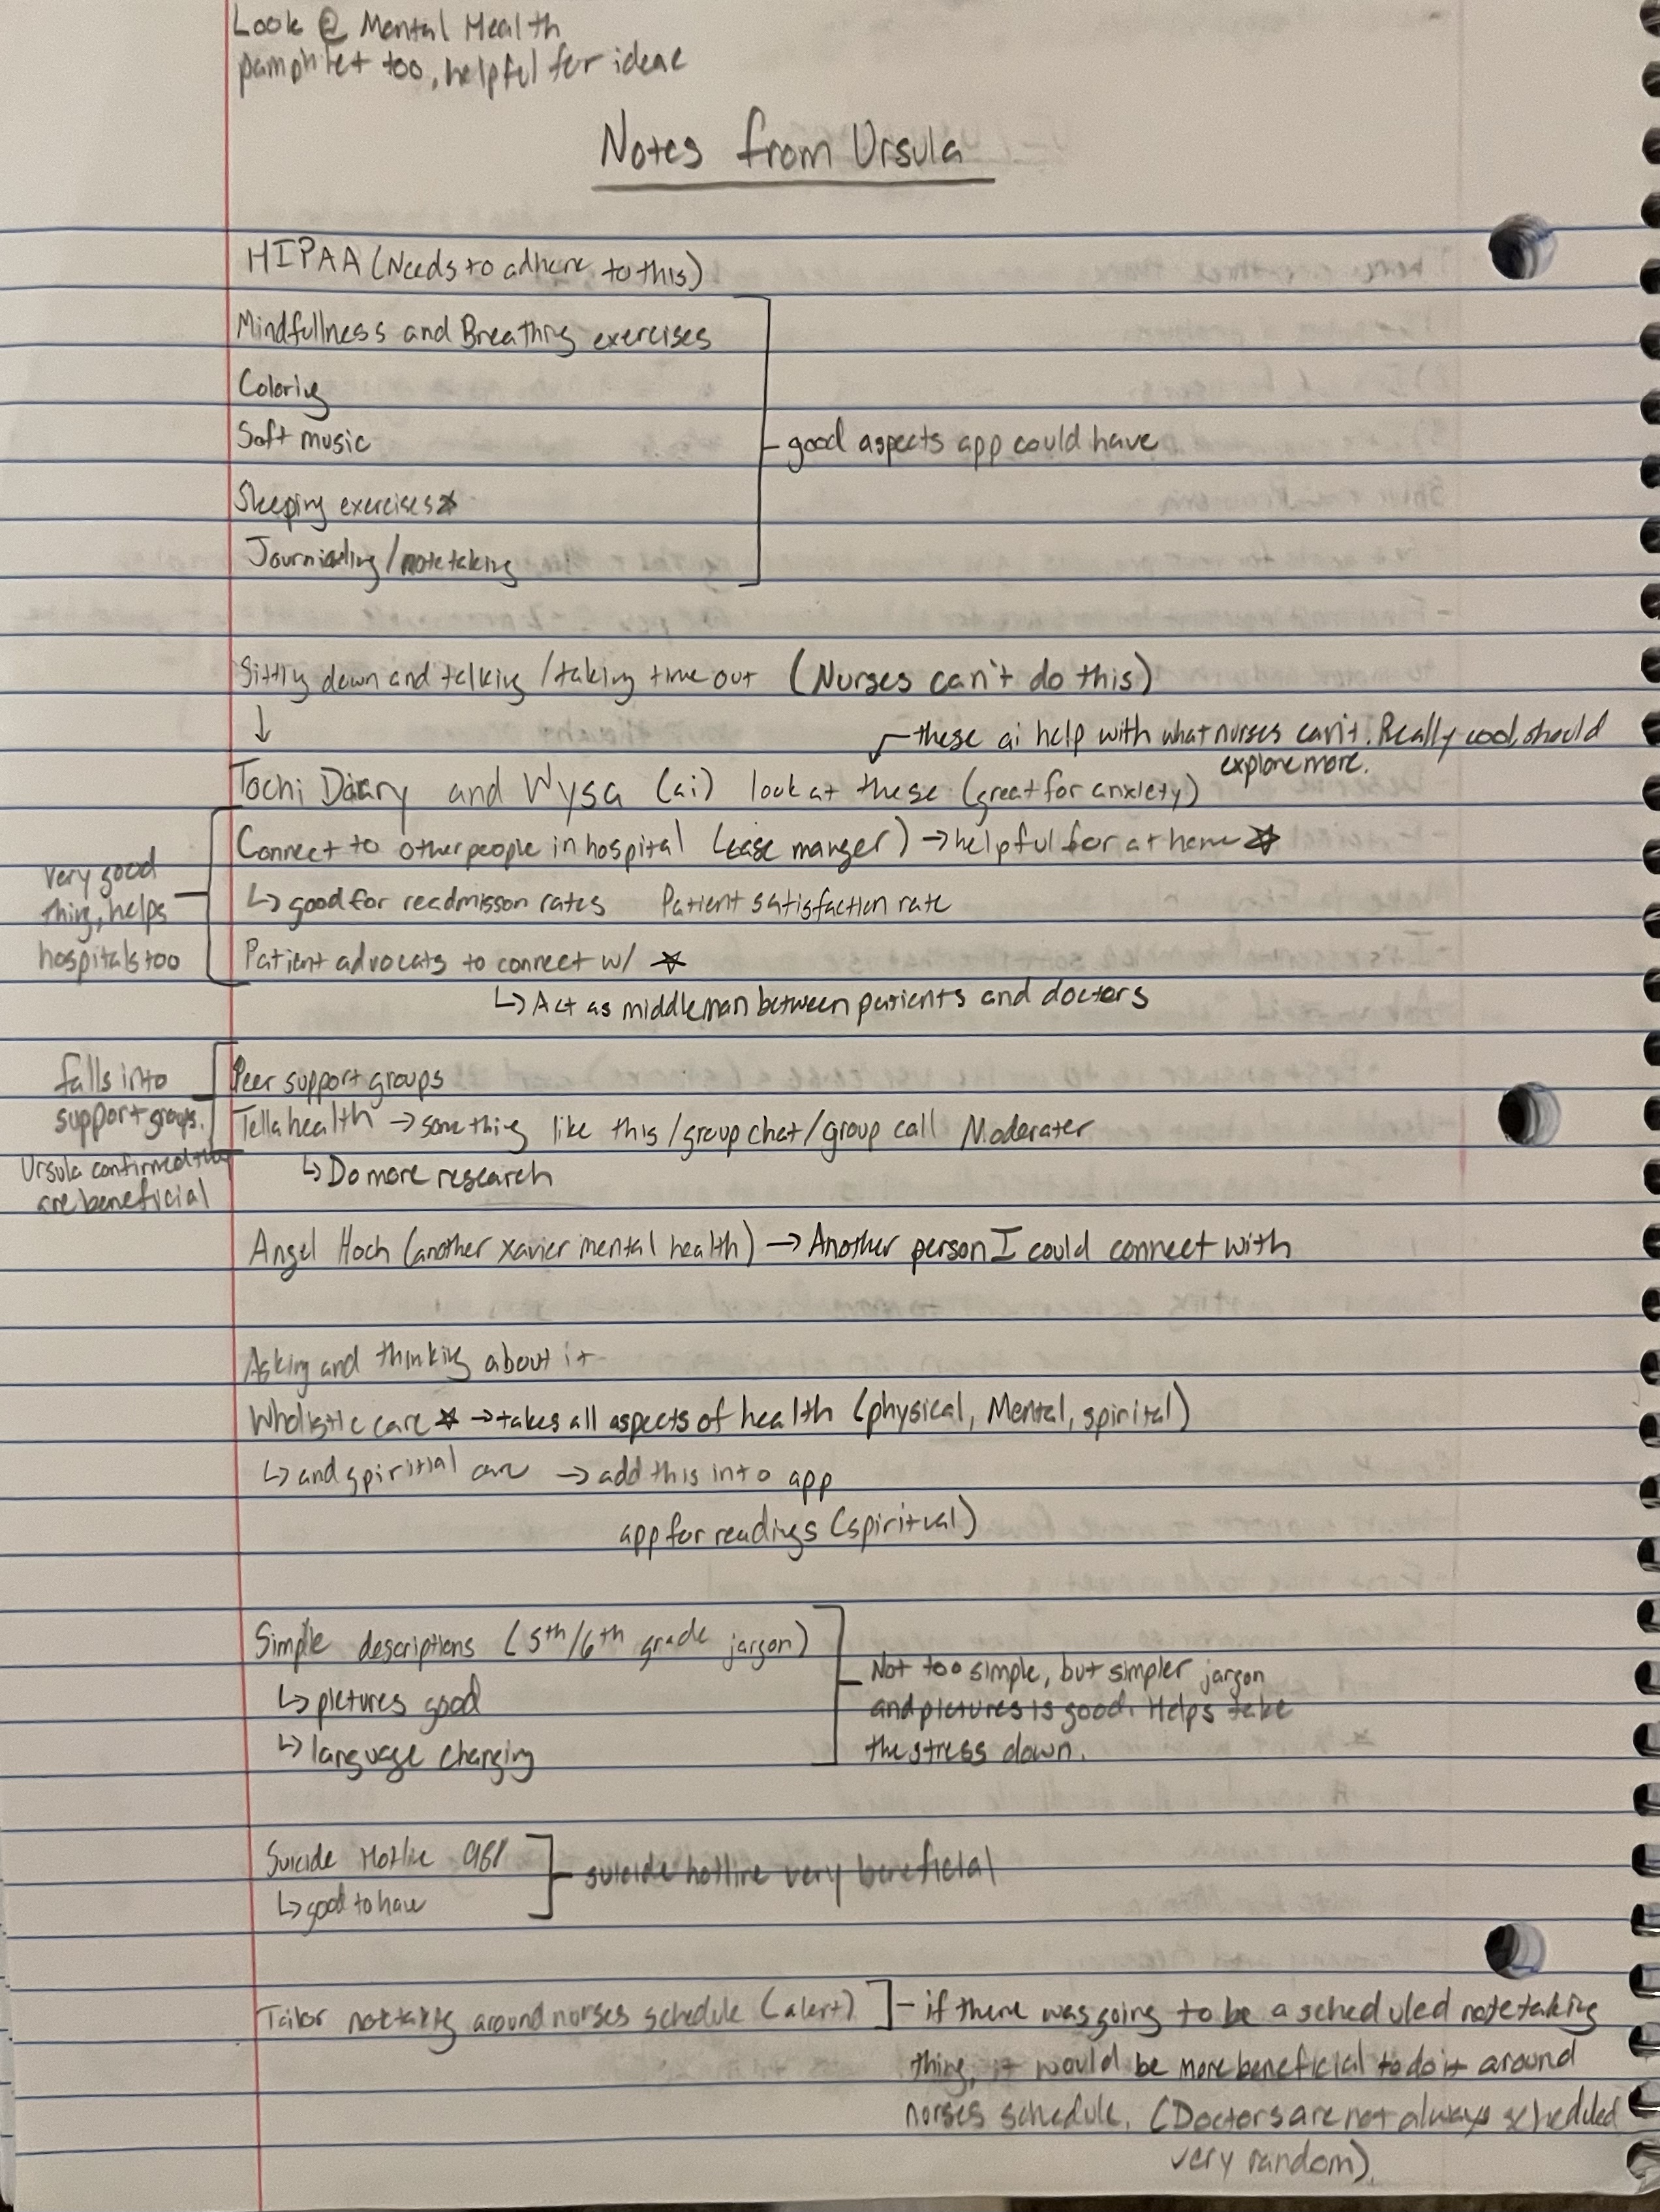 Look @ Mental Health
pamphlet too, helpful for ideas
Notes from Ursula
HIPAA (Needs to adhere to this)
Mindfullness and Breathing exercises
Coloring
Soft music
good aspects app could have
Sleeping exercises ☆
Journialing / note taking
Sitting down and talking / taking time out (Nurses can't do this)
↓
these ai help with what nurses can't. Really cool, should
explore more.
Tochi Diary and Wysa (ai) look at these (great for anxiety)
Connect to other people in hospital (case manger) → helpful for at home ☆
very good
thing, helps
hospitals too
↳ good for readmisson rates Patient satisfaction rate
Patient advocats to connect w/ ☆
↳ Act as middleman between patients and doctors
falls into
support groups.
Ursula confirmed they
are beneficial
Peer support groups
Tellahealth → something like this / group chat / group call Moderater
↳ Do more research
Angel Hoch (another xavier mental health) → Another person I could connect with
Asking and thinking about it
Wholistic care ☆ → takes all aspects of health (physical, Mental, spirital)
↳ and spiritial care → add this into app
app for readings (spiritual)
Simple descriptions (5th/6th grade jargon)
↳ pictures good
↳ language changing
Not too simple, but simpler jargon
and pictures is good. Helps take
the stress down.
Suicide Hotline 988
↳ good to have
suicide hotline very beneficial
Tailor notetaking around norses schedule (alert)
if there was going to be a scheduled notetaking
thing, it would be more beneficial to do it around
norses schedule. (Doctors are not always scheduled
very random).